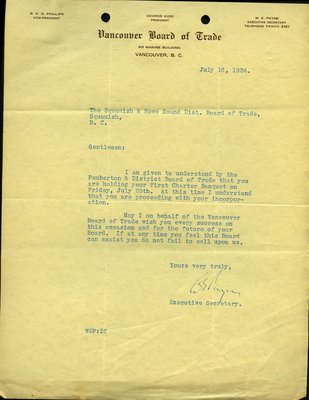 R. G. D. PHILLIPS
VICE-PRESIDENT
GEORGE KIDD
PRESIDENT
W. E. PAYNE
EXECUTIVE SECRETARY
TELEPHONE TRINITY 2481
Vancouver Board of Trade
MARINE BUILDING
VANCOUVER, B. C.
July 18, 1934.
The Squamish & Howe Sound Dist. Board of Trade,
Squamish,
B. C.
Gentlemen:
I am given to understand by the
Pemberton & District Board of Trade that you
are holding your First Charter Banquet on
Friday, July 20th. At this time I understand
that you are proceeding with your incorpor-
ation.
May I on behalf of the Vancouver
Board of Trade wish you every success on
this occasion and for the future of your
Board. If at any time you feel this Board
can assist you do not fail to call upon us.
Yours very truly,
Executive Secretary.
WEP:IC